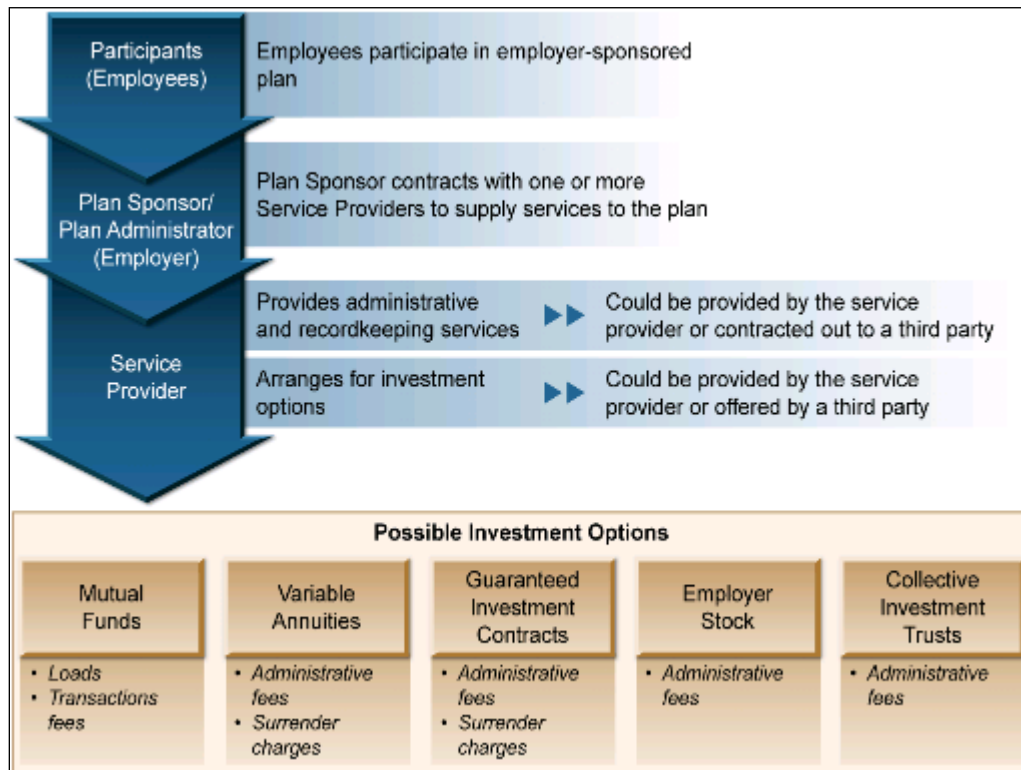 Participants
(Employees)
Employees participate in employer-sponsored
plan
Plan Sponsor/
Plan Administrator
(Employer)
Plan Sponsor contracts with one or more
Service Providers to supply services to the plan
Service
Provider
Provides administrative
and recordkeeping services
Could be provided by the service
provider or contracted out to a third party
Arranges for investment
options
Could be provided by the service
provider or offered by a third party
Possible Investment Options
Mutual
Funds
• Loads
• Transactions
fees
Variable
Annuities
• Administrative
fees
• Surrender
charges
Guaranteed
Investment
Contracts
• Administrative
fees
• Surrender
charges
Employer
Stock
• Administrative
fees
Collective
Investment
Trusts
• Administrative
fees